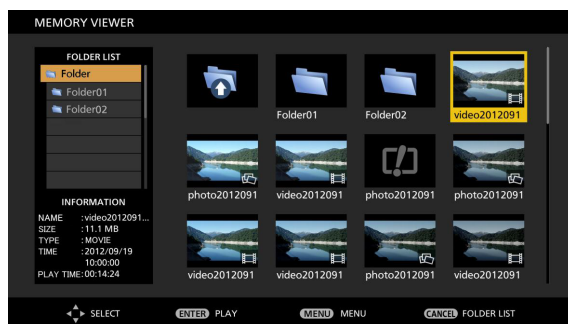 MEMORY VIEWER
FOLDER LIST
Folder
Folder01
Folder02
INFORMATION
NAME :video2012091...
SIZE :11.1 MB
TYPE :MOVIE
TIME :2012/09/19
10:00:00
PLAY TIME:00:14:24
Folder01 Folder02 video2012091
photo2012091 video2012091 photo2012091 photo2012091
video2012091 video2012091 photo2012091 video2012091
SELECT ENTER PLAY MENU MENU CANCEL FOLDER LIST